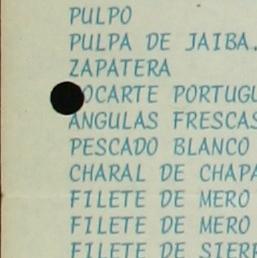 PULPO
PULPA DE JAIBA.
ZAPATERA
PORTUGU
ANGULAS FRESCAS
PESCADO BLANCO
CHARAL DE CHAPA
FILETE DE MERO
FILETE DE MERO
FILETE DE SIERR